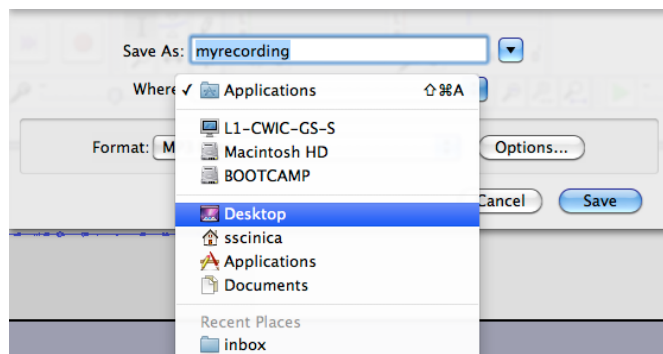 Save As: myrecording
Where
✓ Applications ⇧⌘A
L1-CWIC-GS-S
Macintosh HD
BOOTCAMP
Format: M
Options...
Desktop
Cancel Save
sscinica
Applications
Documents
Recent Places
inbox